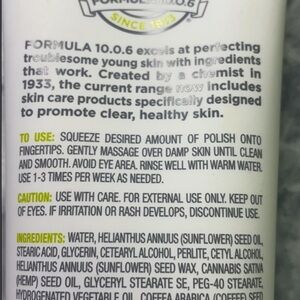 FORMULA 10.0.6
SINCE 1933
FORMULA 10.0.6 excels at perfecting
troublesome young skin with ingredients
that work. Created by a chemist in
1933, the current range now includes
skin care products specifically designed
to promote clear, healthy skin.
TO USE: SQUEEZE DESIRED AMOUNT OF POLISH ONTO
FINGERTIPS. GENTLY MASSAGE OVER DAMP SKIN UNTIL CLEAN
AND SMOOTH. AVOID EYE AREA. RINSE WELL WITH WARM WATER.
USE 1-3 TIMES PER WEEK AS NEEDED.
CAUTION: USE WITH CARE. FOR EXTERNAL USE ONLY. KEEP OUT
OF EYES. IF IRRITATION OR RASH DEVELOPS, DISCONTINUE USE.
INGREDIENTS: WATER, HELIANTHUS ANNUUS (SUNFLOWER) SEED OIL,
STEARIC ACID, GLYCERIN, CETEARYL ALCOHOL, PERLITE, CETYL ALCOHOL,
HELIANTHUS ANNUUS (SUNFLOWER) SEED WAX, CANNABIS SATIVA
(HEMP) SEED OIL, GLYCERYL STEARATE SE, PEG-40 STEARATE,
HYDROGENATED VEGETABLE OIL, COFFEA ARABICA (COFFEE) SEED